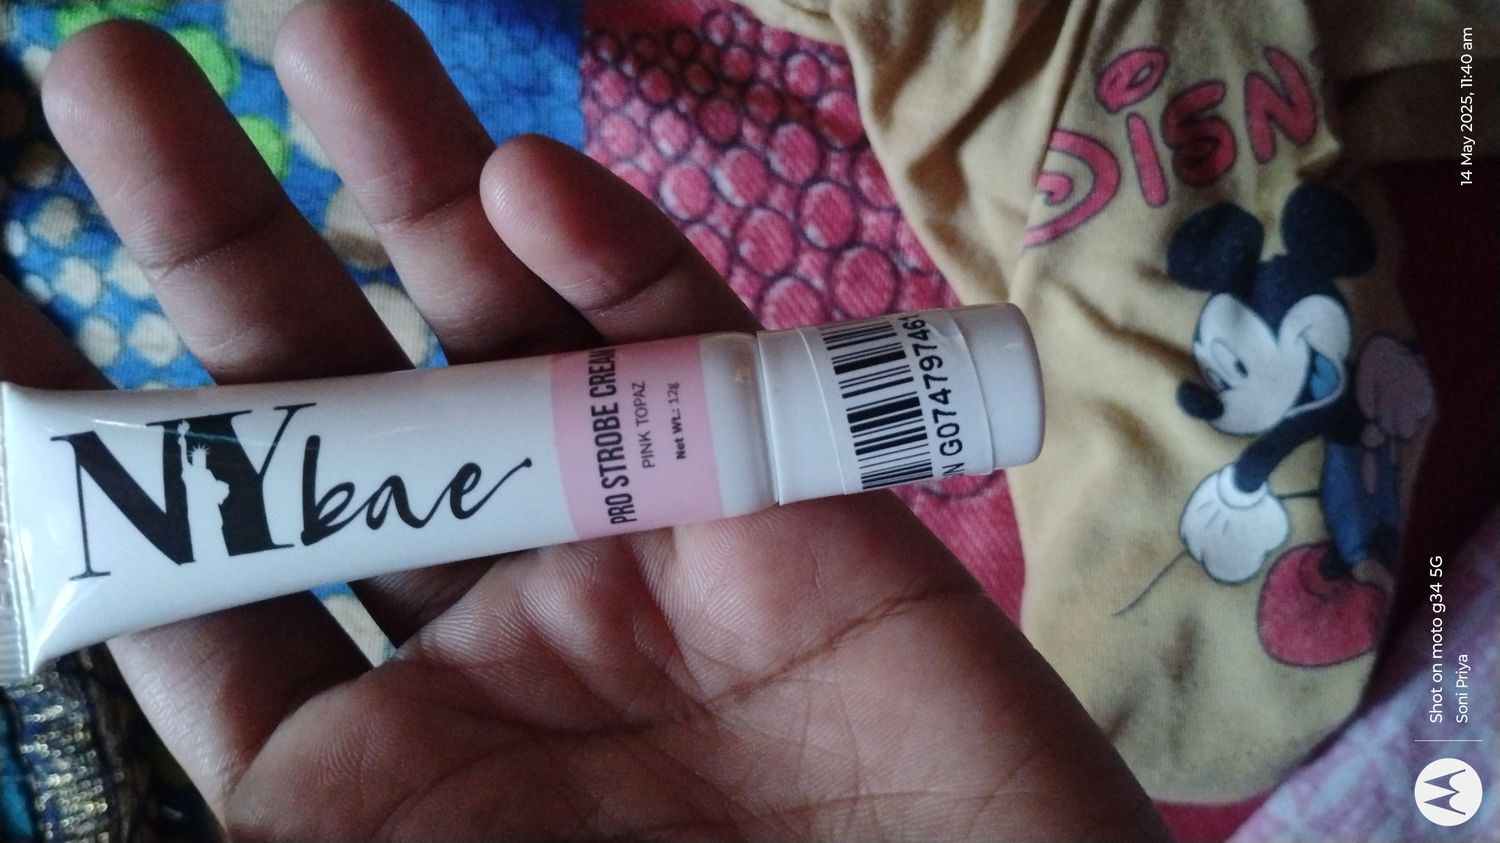 NYbae
PRO STROBE CREAM
PINK TOPAZ
Net Wt.: 12g
N G074797461
DISN
14 May 2025, 11:40 am
Shot on moto g34 5G
Soni Priya